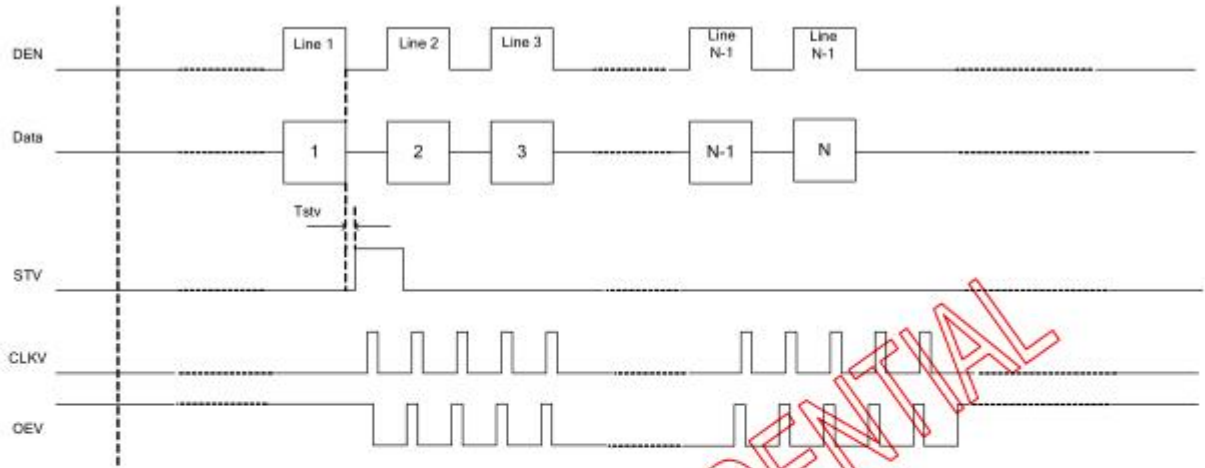 DEN
Line 1
Line 2
Line 3
Line
N-1
Line
N-1
Data
1
2
3
N-1
N
Tstv
STV
CLKV
OEV
DENTIAL